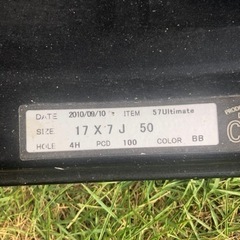 DATE 2010/09/10 ITEM 57Ultimate
SIZE 17 X 7 J 50
HOLE 4H PCD 100 COLOR BB